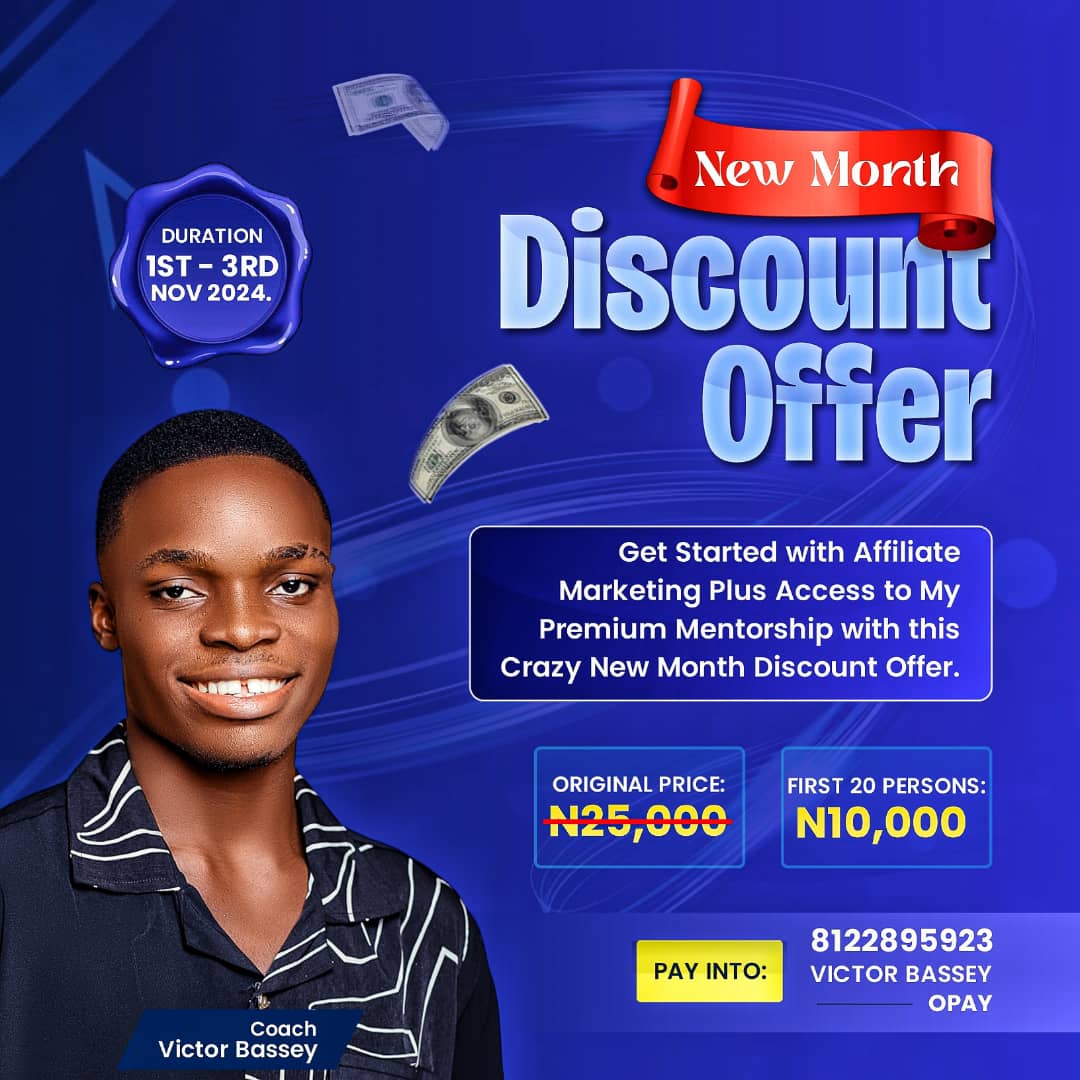 New Month
Discount
Offer
DURATION
1ST - 3RD
NOV 2024.
Get Started with Affiliate
Marketing Plus Access to My
Premium Mentorship with this
Crazy New Month Discount Offer.
ORIGINAL PRICE:
N25,000
FIRST 20 PERSONS:
N10,000
PAY INTO:
8122895923
VICTOR BASSEY
OPAY
Coach
Victor Bassey